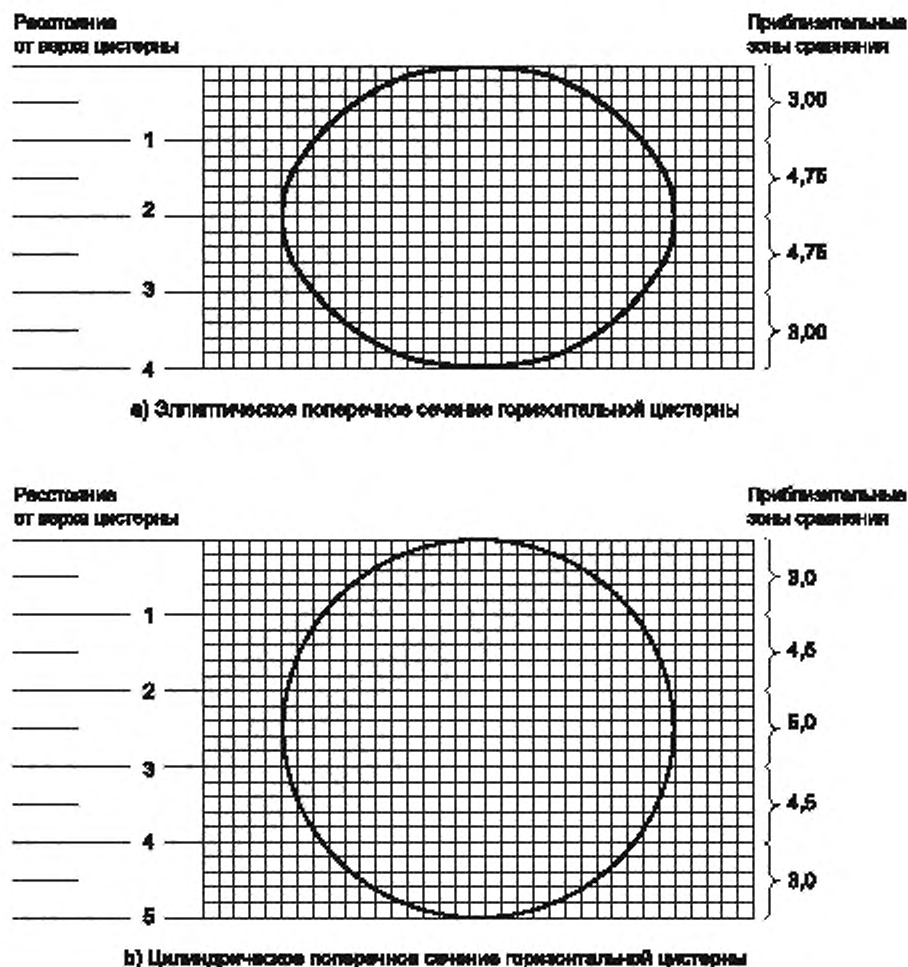 Расстояние
от верха цистерны
Приблизительные
зоны сравнения
3,00
1
4,75
2
4,75
3
3,00
4
a) Эллиптическое поперечное сечение горизонтальной цистерны
Расстояние
от верха цистерны
Приблизительные
зоны сравнения
3,0
1
4,5
2
5,0
3
4,5
4
3,0
5
b) Цилиндрическое поперечное сечение горизонтальной цистерны